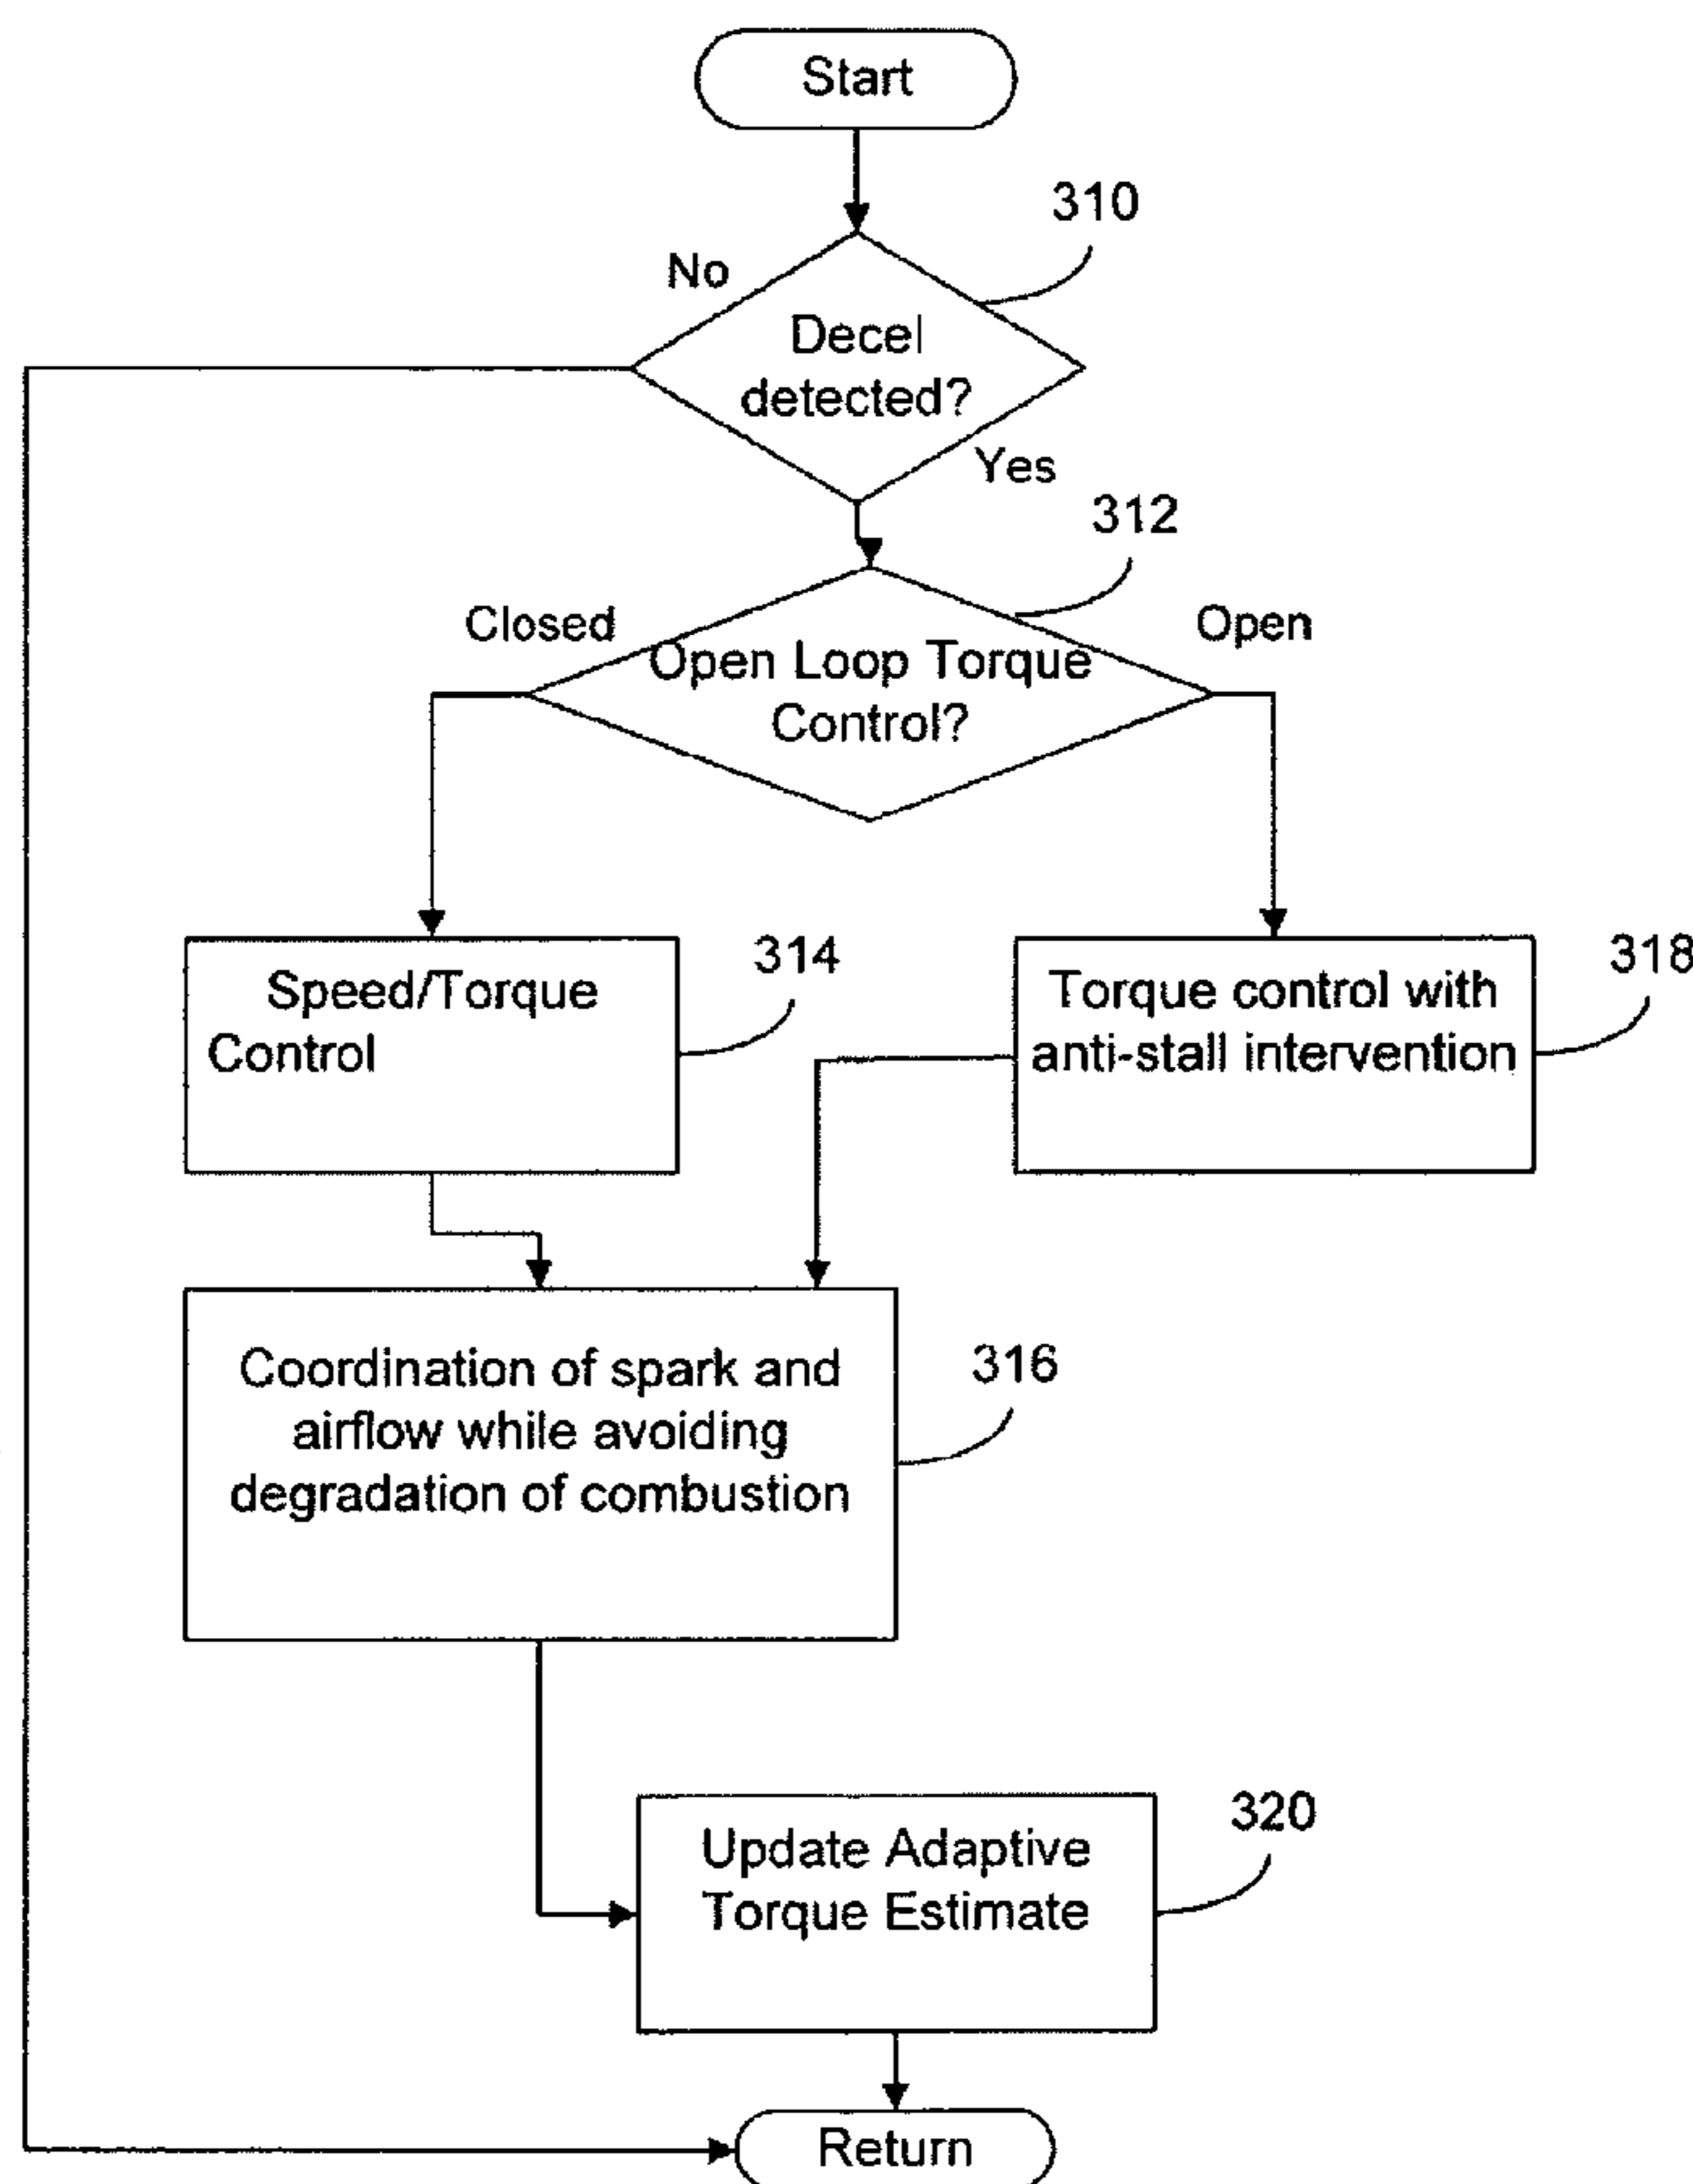 Start
310
No
Decel
detected?
Yes
312
Closed
Open
Open Loop Torque
Control?
314
318
Speed/Torque
Control
Torque control with
anti-stall intervention
316
Coordination of spark and
airflow while avoiding
degradation of combustion
320
Update Adaptive
Torque Estimate
Return